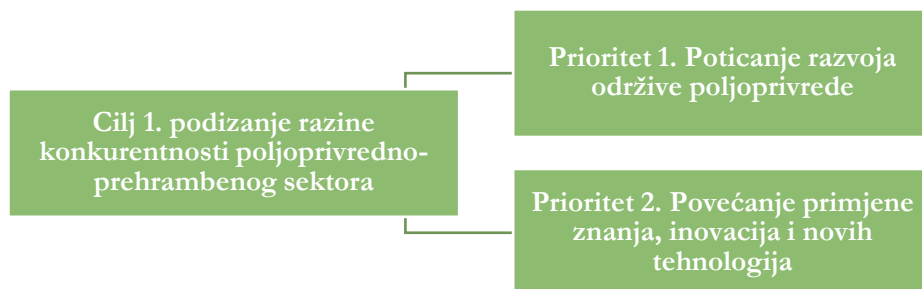 Cilj 1. podizanje razine
konkurentnosti poljoprivredno-
prehrambenog sektora
Prioritet 1. Poticanje razvoja
održive poljoprivrede
Prioritet 2. Povećanje primjene
znanja, inovacija i novih
tehnologija